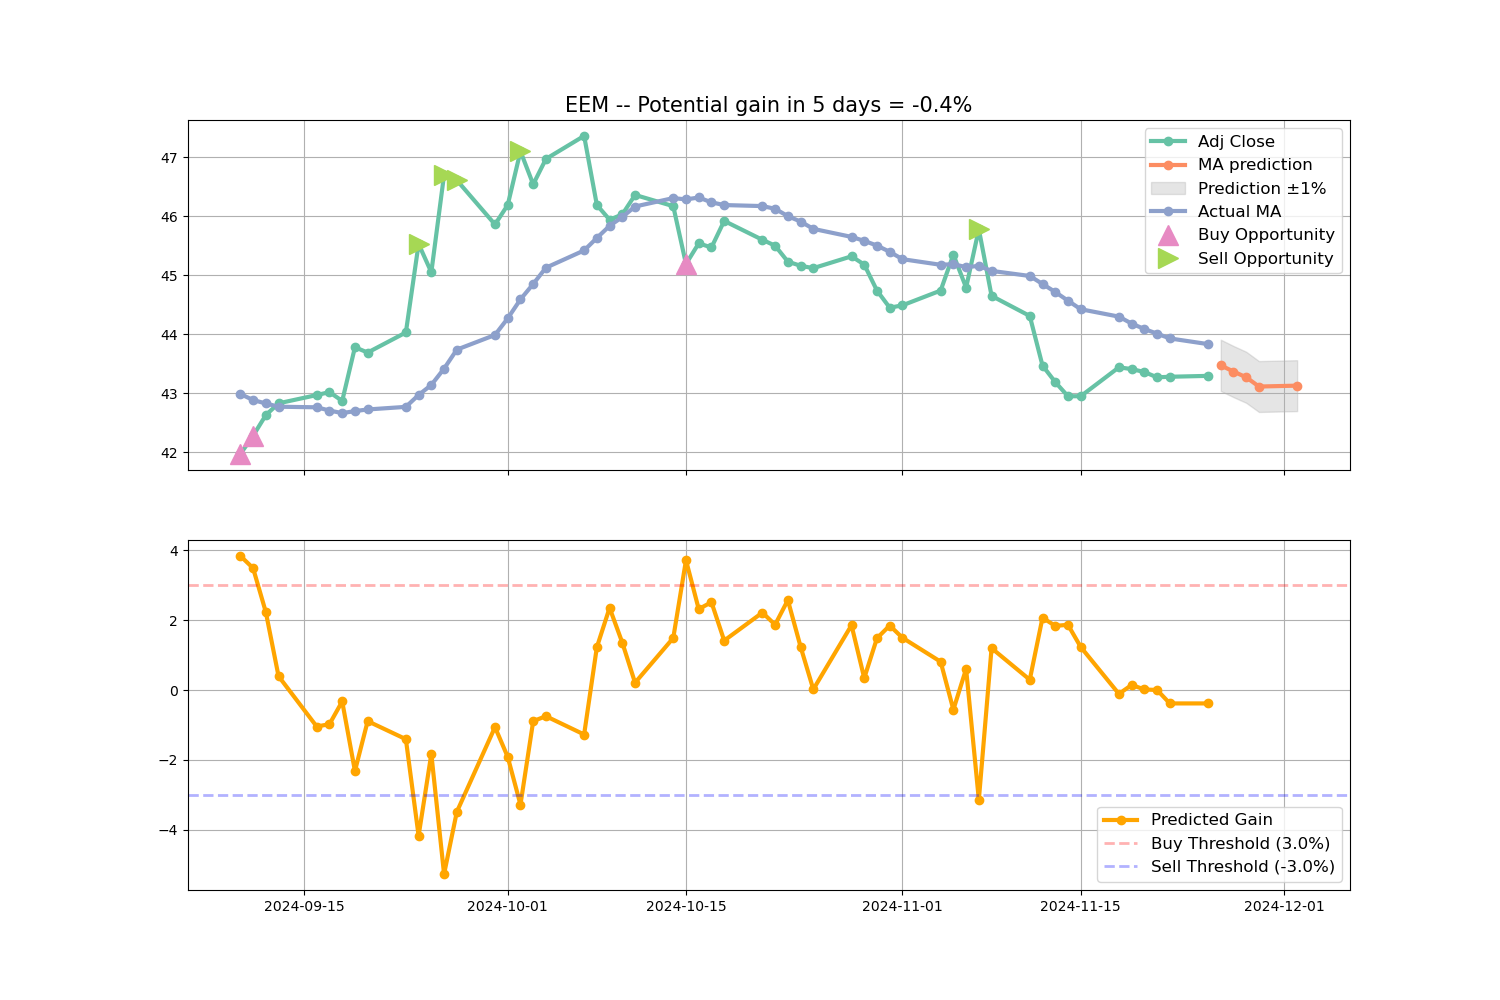 EEM -- Potential gain in 5 days = -0.4%
47
46
45
44
43
42
Adj Close
MA prediction
Prediction ±1%
Actual MA
Buy Opportunity
Sell Opportunity
4
2
0
−2
−4
Predicted Gain
Buy Threshold (3.0%)
Sell Threshold (-3.0%)
2024-09-15
2024-10-01
2024-10-15
2024-11-01
2024-11-15
2024-12-01